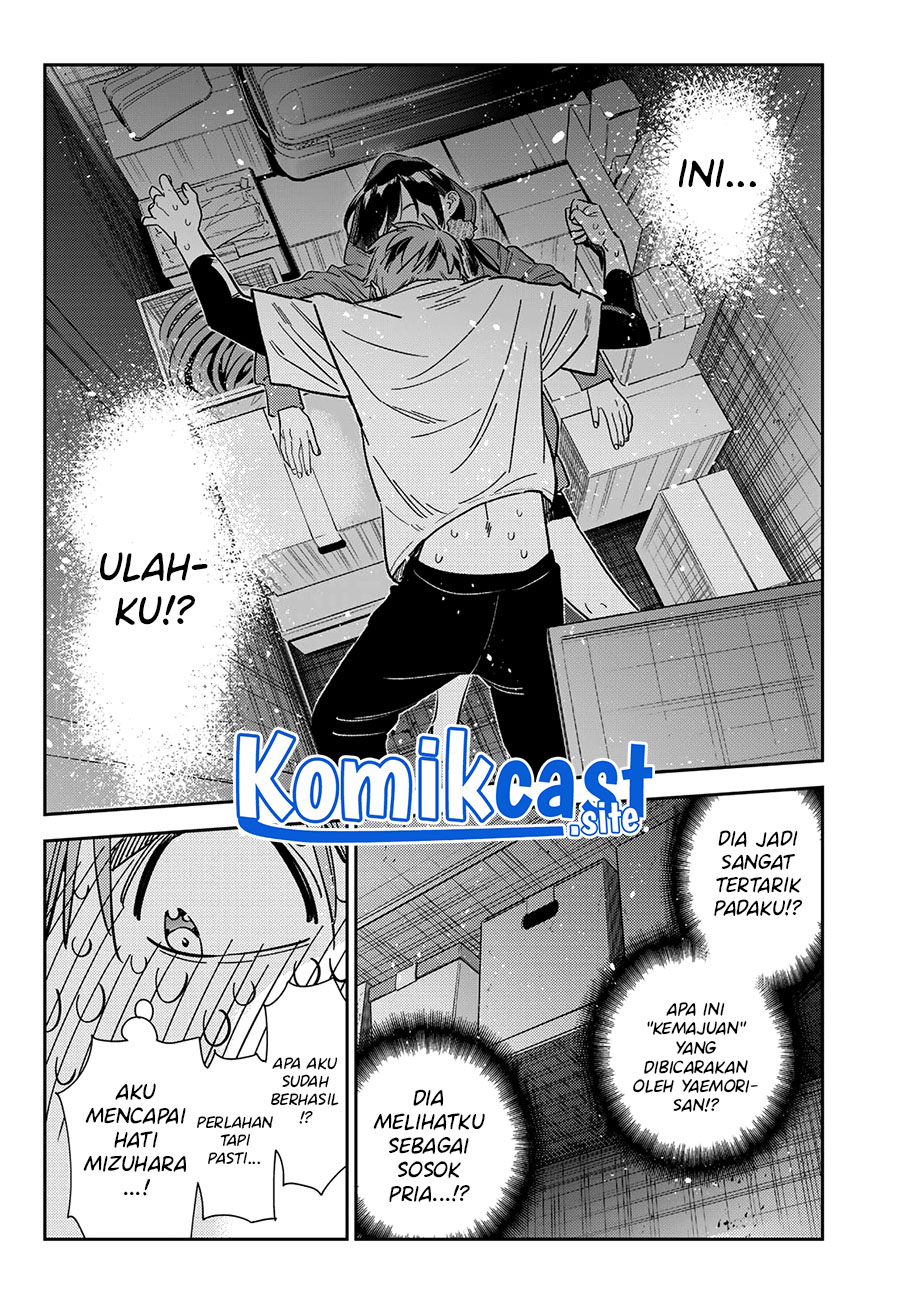 INI...
ULAH-
KU!?
Komikcast
.site
DIA JADI
SANGAT
TERTARIK
PADAKU!?
APA INI
"KEMAJUAN"
YANG
DIBICARAKAN
OLEH YAEMORI-
SAN!?
DIA
MELIHATKU
SEBAGAI
SOSOK
PRIA...!?
APA AKU
SUDAH
BERHASIL
!?
PERLAHAN
TAPI
PASTI...
AKU
MENCAPAI
HATI
MIZUHARA
...!